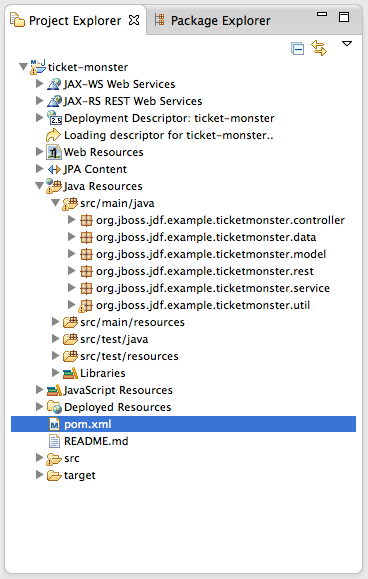 Project Explorer Package Explorer
ticket-monster
JAX-WS Web Services
JAX-RS REST Web Services
2.5 Deployment Descriptor: ticket-monster
Loading descriptor for ticket-monster..
Web Resources
JPA Content
Java Resources
src/main/java
org.jboss.jdf.example.ticketmonster.controller
org.jboss.jdf.example.ticketmonster.data
org.jboss.jdf.example.ticketmonster.model
org.jboss.jdf.example.ticketmonster.rest
org.jboss.jdf.example.ticketmonster.service
org.jboss.jdf.example.ticketmonster.util
src/main/resources
src/test/java
src/test/resources
Libraries
JavaScript Resources
Deployed Resources
M pom.xml
README.md
src
target